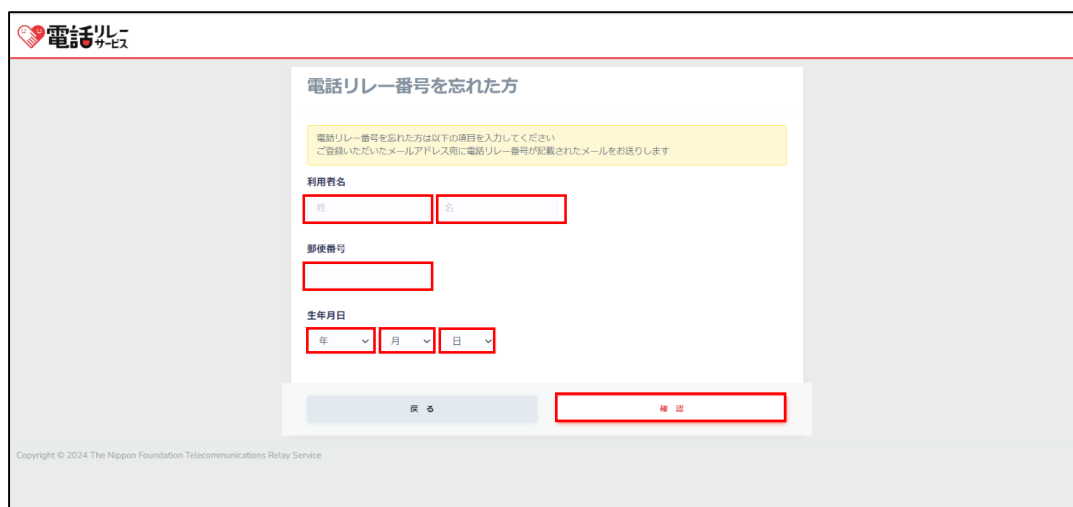 電話リレーサービス
電話リレー番号を忘れた方
電話リレー番号を忘れた方は以下の項目を入力してください
ご登録いただいたメールアドレス宛に電話リレー番号が記載されたメールをお送りします
利用者名
姓 名
郵便番号
生年月日
年 月 日
戻 る 確 認
Copyright © 2024 The Nippon Foundation Telecommunications Relay Service